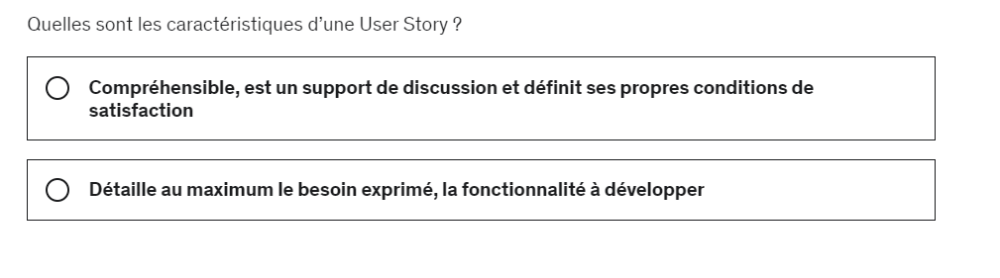 Quelles sont les caractéristiques d’une User Story ?
Compréhensible, est un support de discussion et définit ses propres conditions de
satisfaction
Détaille au maximum le besoin exprimé, la fonctionnalité à développer